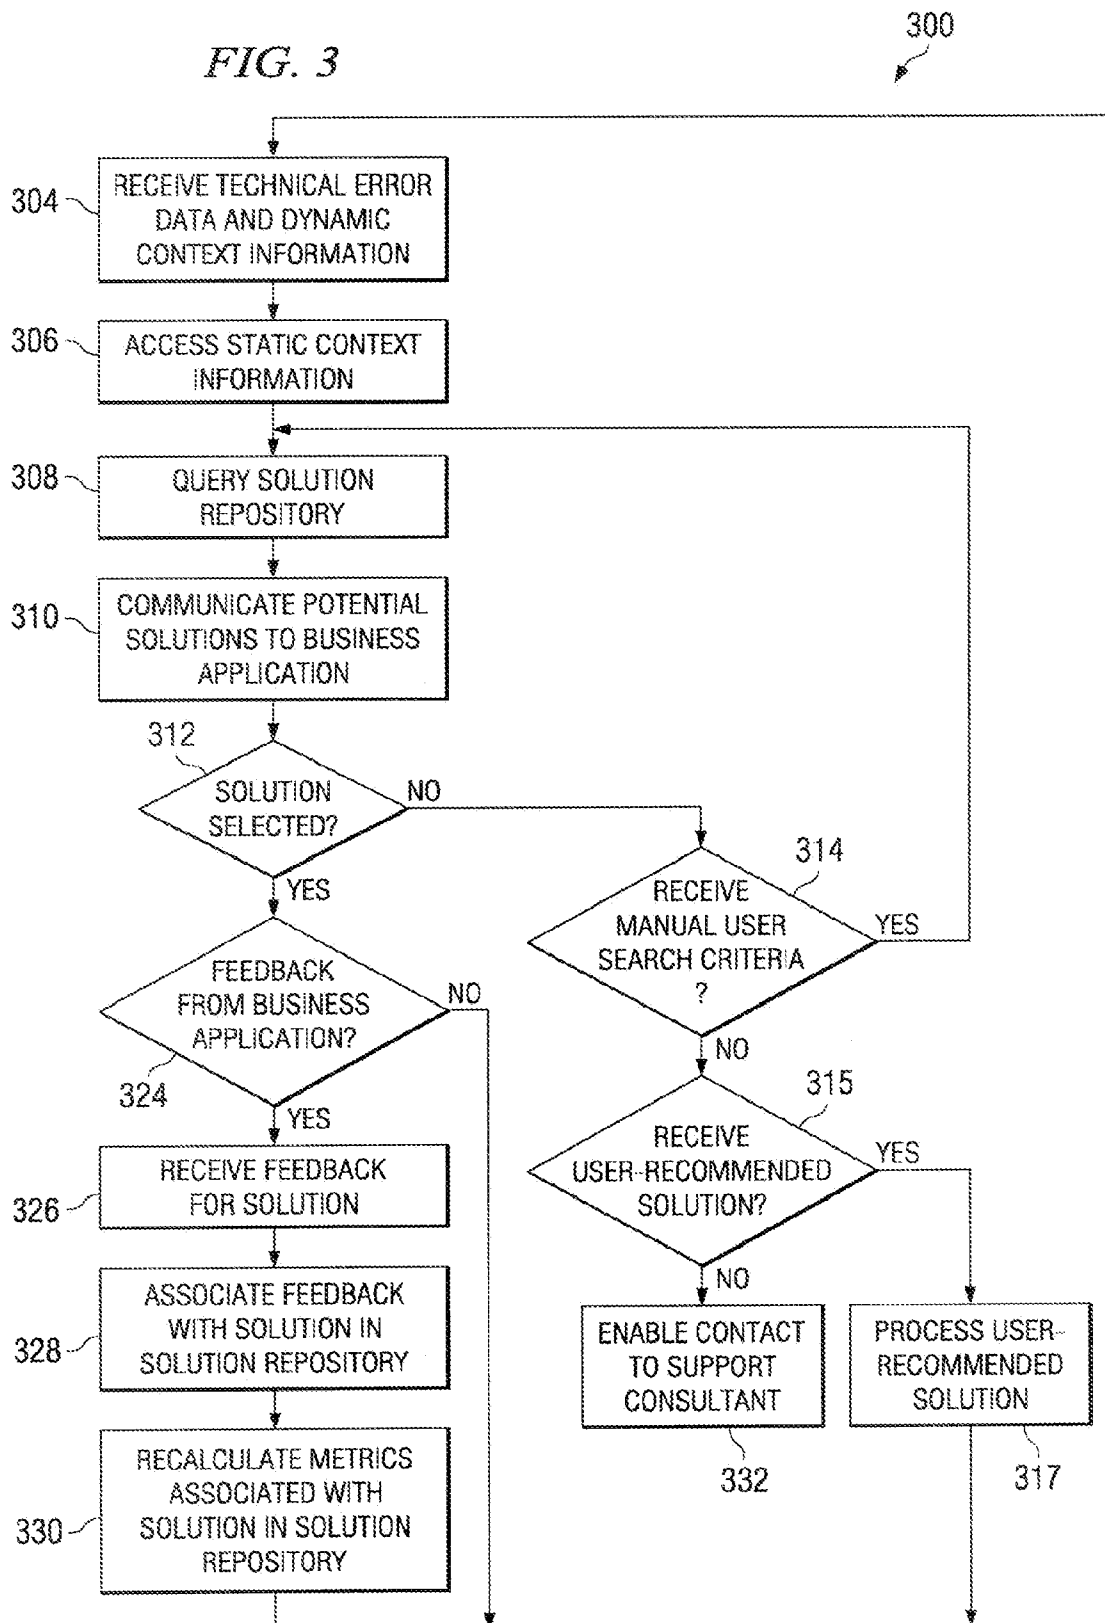 FIG. 3
300
304
RECEIVE TECHNICAL ERROR
DATA AND DYNAMIC
CONTEXT INFORMATION
306
ACCESS STATIC CONTEXT
INFORMATION
308
QUERY SOLUTION
REPOSITORY
310
COMMUNICATE POTENTIAL
SOLUTIONS TO BUSINESS
APPLICATION
312
SOLUTION
SELECTED?
NO
YES
314
RECEIVE
MANUAL USER
SEARCH CRITERIA
?
YES
NO
FEEDBACK
FROM BUSINESS
APPLICATION?
NO
324
YES
315
RECEIVE
USER-RECOMMENDED
SOLUTION?
YES
NO
326
RECEIVE FEEDBACK
FOR SOLUTION
328
ASSOCIATE FEEDBACK
WITH SOLUTION IN
SOLUTION REPOSITORY
ENABLE CONTACT
TO SUPPORT
CONSULTANT
332
PROCESS USER-
RECOMMENDED
SOLUTION
317
330
RECALCULATE METRICS
ASSOCIATED WITH
SOLUTION IN SOLUTION
REPOSITORY